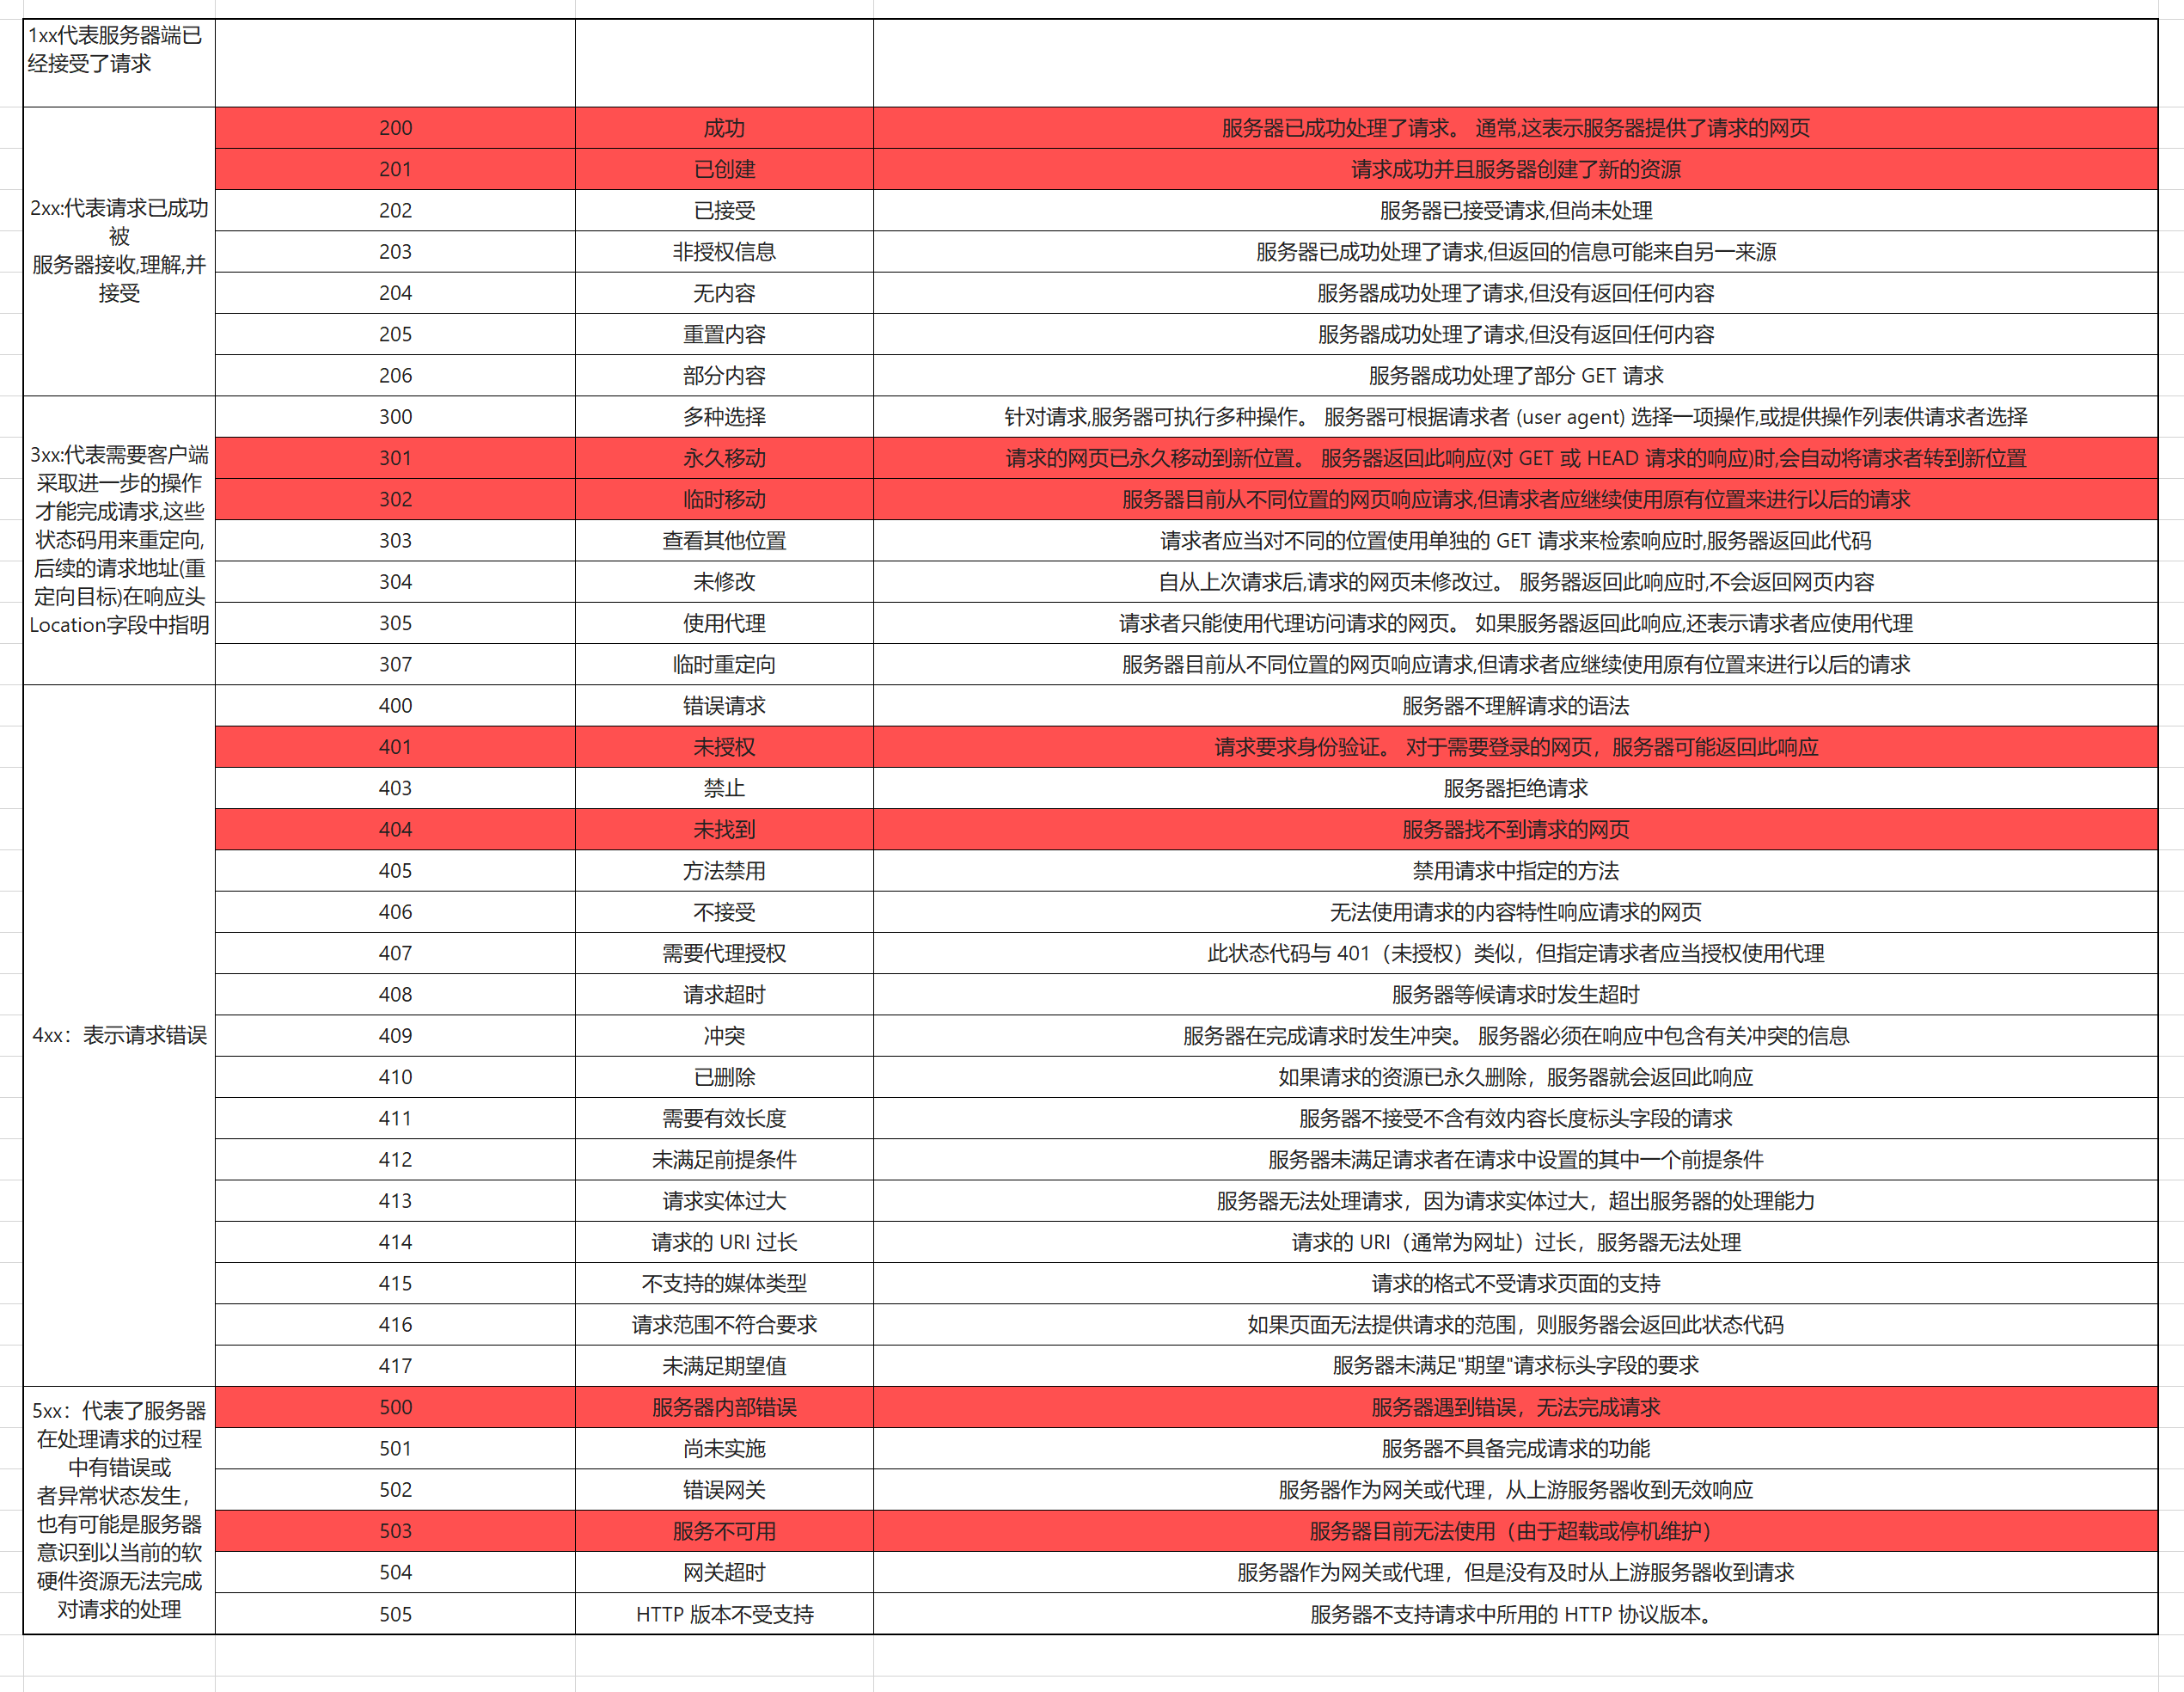 1xx代表服务器端已
经接受了请求
2xx:代表请求已成功
被
服务器接收,理解,并
接受
200 成功 服务器已成功处理了请求。 通常,这表示服务器提供了请求的网页
201 已创建 请求成功并且服务器创建了新的资源
202 已接受 服务器已接受请求,但尚未处理
203 非授权信息 服务器已成功处理了请求,但返回的信息可能来自另一来源
204 无内容 服务器成功处理了请求,但没有返回任何内容
205 重置内容 服务器成功处理了请求,但没有返回任何内容
206 部分内容 服务器成功处理了部分 GET 请求
3xx:代表需要客户端
采取进一步的操作
才能完成请求,这些
状态码用来重定向,
后续的请求地址(重
定向目标)在响应头
Location字段中指明
300 多种选择 针对请求,服务器可执行多种操作。 服务器可根据请求者 (user agent) 选择一项操作,或提供操作列表供请求者选择
301 永久移动 请求的网页已永久移动到新位置。 服务器返回此响应(对 GET 或 HEAD 请求的响应)时,会自动将请求者转到新位置
302 临时移动 服务器目前从不同位置的网页响应请求,但请求者应继续使用原有位置来进行以后的请求
303 查看其他位置 请求者应当对不同的位置使用单独的 GET 请求来检索响应时,服务器返回此代码
304 未修改 自从上次请求后,请求的网页未修改过。 服务器返回此响应时,不会返回网页内容
305 使用代理 请求者只能使用代理访问请求的网页。 如果服务器返回此响应,还表示请求者应使用代理
307 临时重定向 服务器目前从不同位置的网页响应请求,但请求者应继续使用原有位置来进行以后的请求
4xx：表示请求错误
400 错误请求 服务器不理解请求的语法
401 未授权 请求要求身份验证。 对于需要登录的网页，服务器可能返回此响应
403 禁止 服务器拒绝请求
404 未找到 服务器找不到请求的网页
405 方法禁用 禁用请求中指定的方法
406 不接受 无法使用请求的内容特性响应请求的网页
407 需要代理授权 此状态代码与 401（未授权）类似，但指定请求者应当授权使用代理
408 请求超时 服务器等候请求时发生超时
409 冲突 服务器在完成请求时发生冲突。 服务器必须在响应中包含有关冲突的信息
410 已删除 如果请求的资源已永久删除，服务器就会返回此响应
411 需要有效长度 服务器不接受不含有效内容长度标头字段的请求
412 未满足前提条件 服务器未满足请求者在请求中设置的其中一个前提条件
413 请求实体过大 服务器无法处理请求，因为请求实体过大，超出服务器的处理能力
414 请求的 URI 过长 请求的 URI（通常为网址）过长，服务器无法处理
415 不支持的媒体类型 请求的格式不受请求页面的支持
416 请求范围不符合要求 如果页面无法提供请求的范围，则服务器会返回此状态代码
417 未满足期望值 服务器未满足"期望"请求标头字段的要求
5xx：代表了服务器
在处理请求的过程
中有错误或
者异常状态发生，
也有可能是服务器
意识到以当前的软
硬件资源无法完成
对请求的处理
500 服务器内部错误 服务器遇到错误，无法完成请求
501 尚未实施 服务器不具备完成请求的功能
502 错误网关 服务器作为网关或代理，从上游服务器收到无效响应
503 服务不可用 服务器目前无法使用（由于超载或停机维护）
504 网关超时 服务器作为网关或代理，但是没有及时从上游服务器收到请求
505 HTTP 版本不受支持 服务器不支持请求中所用的 HTTP 协议版本。